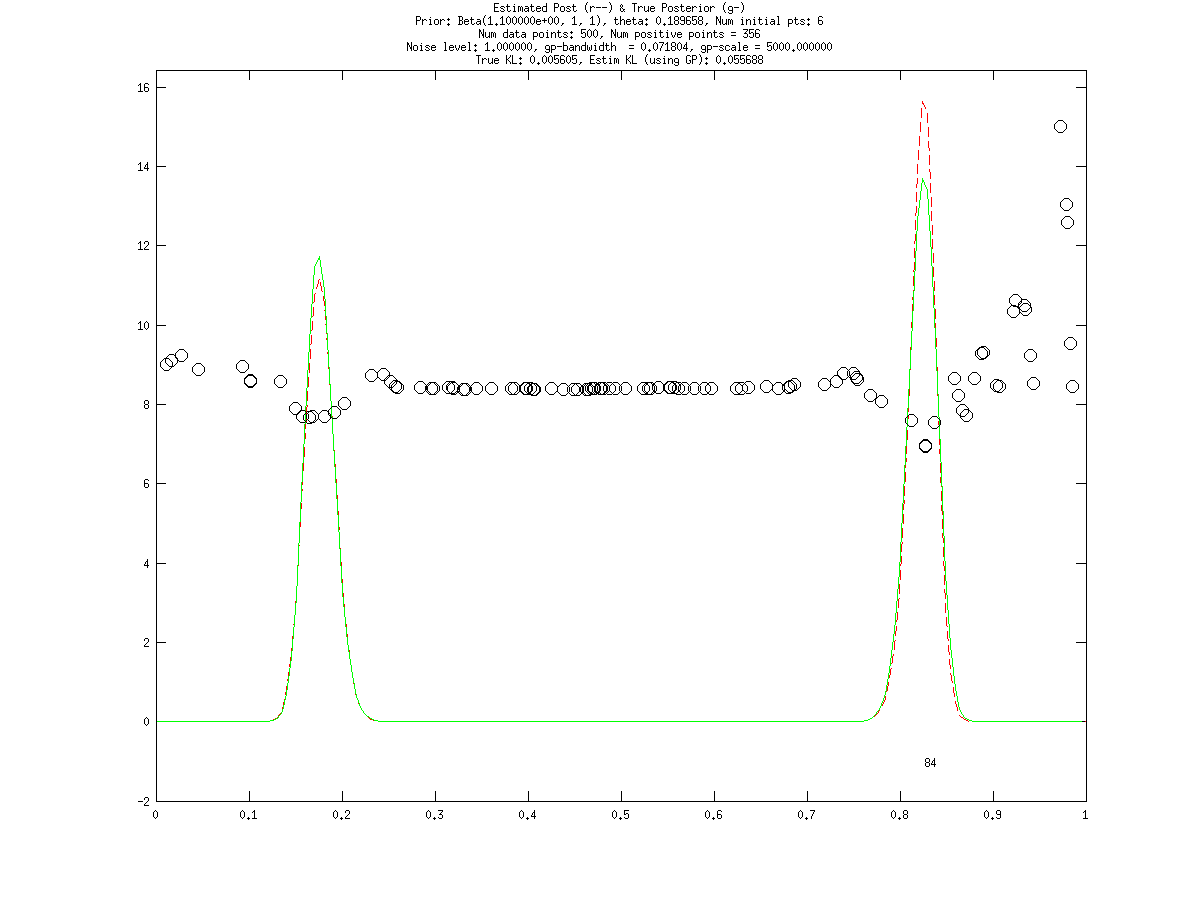 Estimated Post (r--) & True Posterior (g-)
Prior: Beta(1.100000e+00, 1, 1), theta: 0.189658, Num initial pts: 6
Num data points: 500, Num positive points = 356
Noise level: 1.000000, gp-bandwidth  = 0.071804, gp-scale = 5000.000000
True KL: 0.005605, Estim KL (using GP): 0.055688
16
14
12
10
8
6
4
2
0
-2
84
0 0.1 0.2 0.3 0.4 0.5 0.6 0.7 0.8 0.9 1